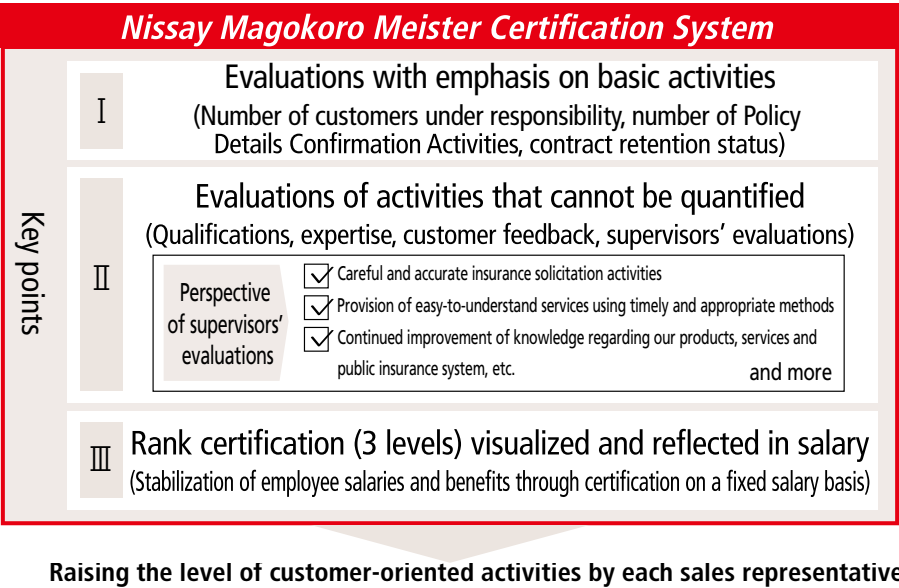 Nissay Magokoro Meister Certification System
Key points
Ⅰ
Evaluations with emphasis on basic activities
(Number of customers under responsibility, number of Policy
Details Confirmation Activities, contract retention status)
Ⅱ
Evaluations of activities that cannot be quantified
(Qualifications, expertise, customer feedback, supervisors’ evaluations)
Perspective
of supervisors’
evaluations
Careful and accurate insurance solicitation activities
Provision of easy-to-understand services using timely and appropriate methods
Continued improvement of knowledge regarding our products, services and
public insurance system, etc.
and more
Ⅲ
Rank certification (3 levels) visualized and reflected in salary
(Stabilization of employee salaries and benefits through certification on a fixed salary basis)
Raising the level of customer-oriented activities by each sales representative